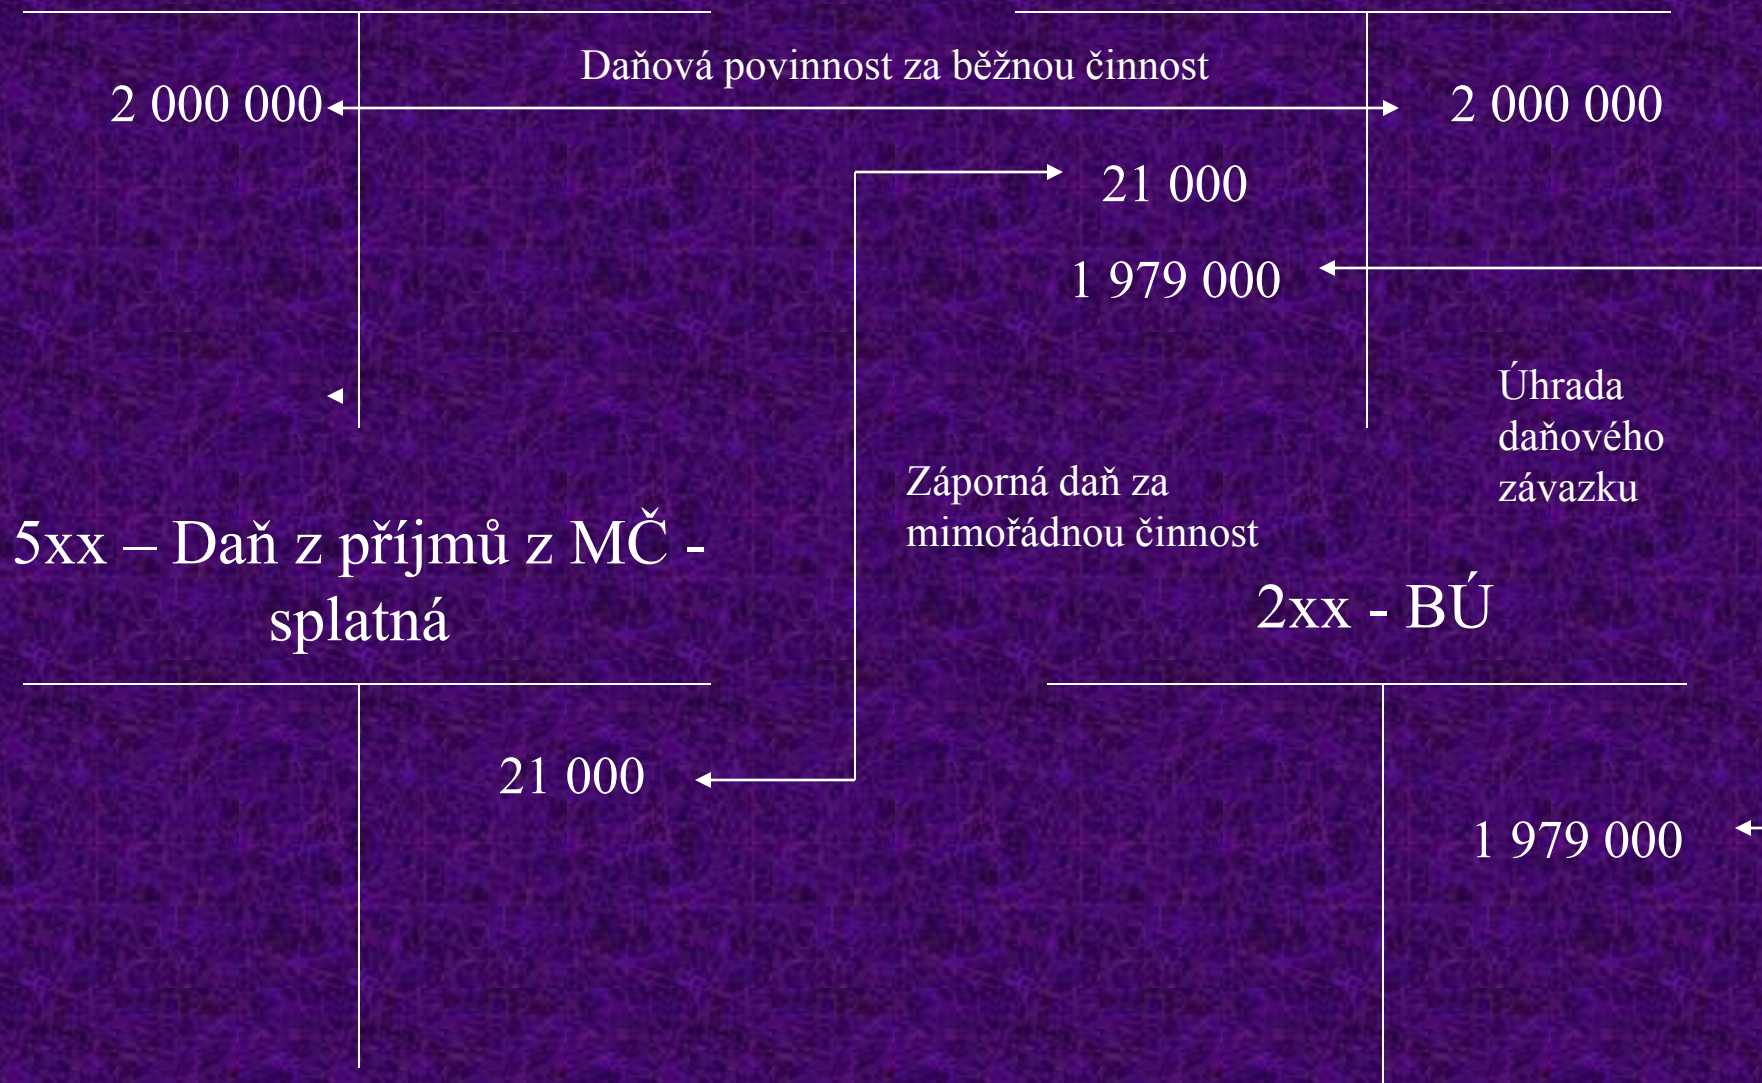 Daňová povinnost za běžnou činnost
2 000 000
2 000 000
21 000
1 979 000
Úhrada
daňového
závazku
Záporná daň za
mimořádnou činnost
5xx – Daň z příjmů z MČ -
splatná
2xx - BÚ
21 000
1 979 000